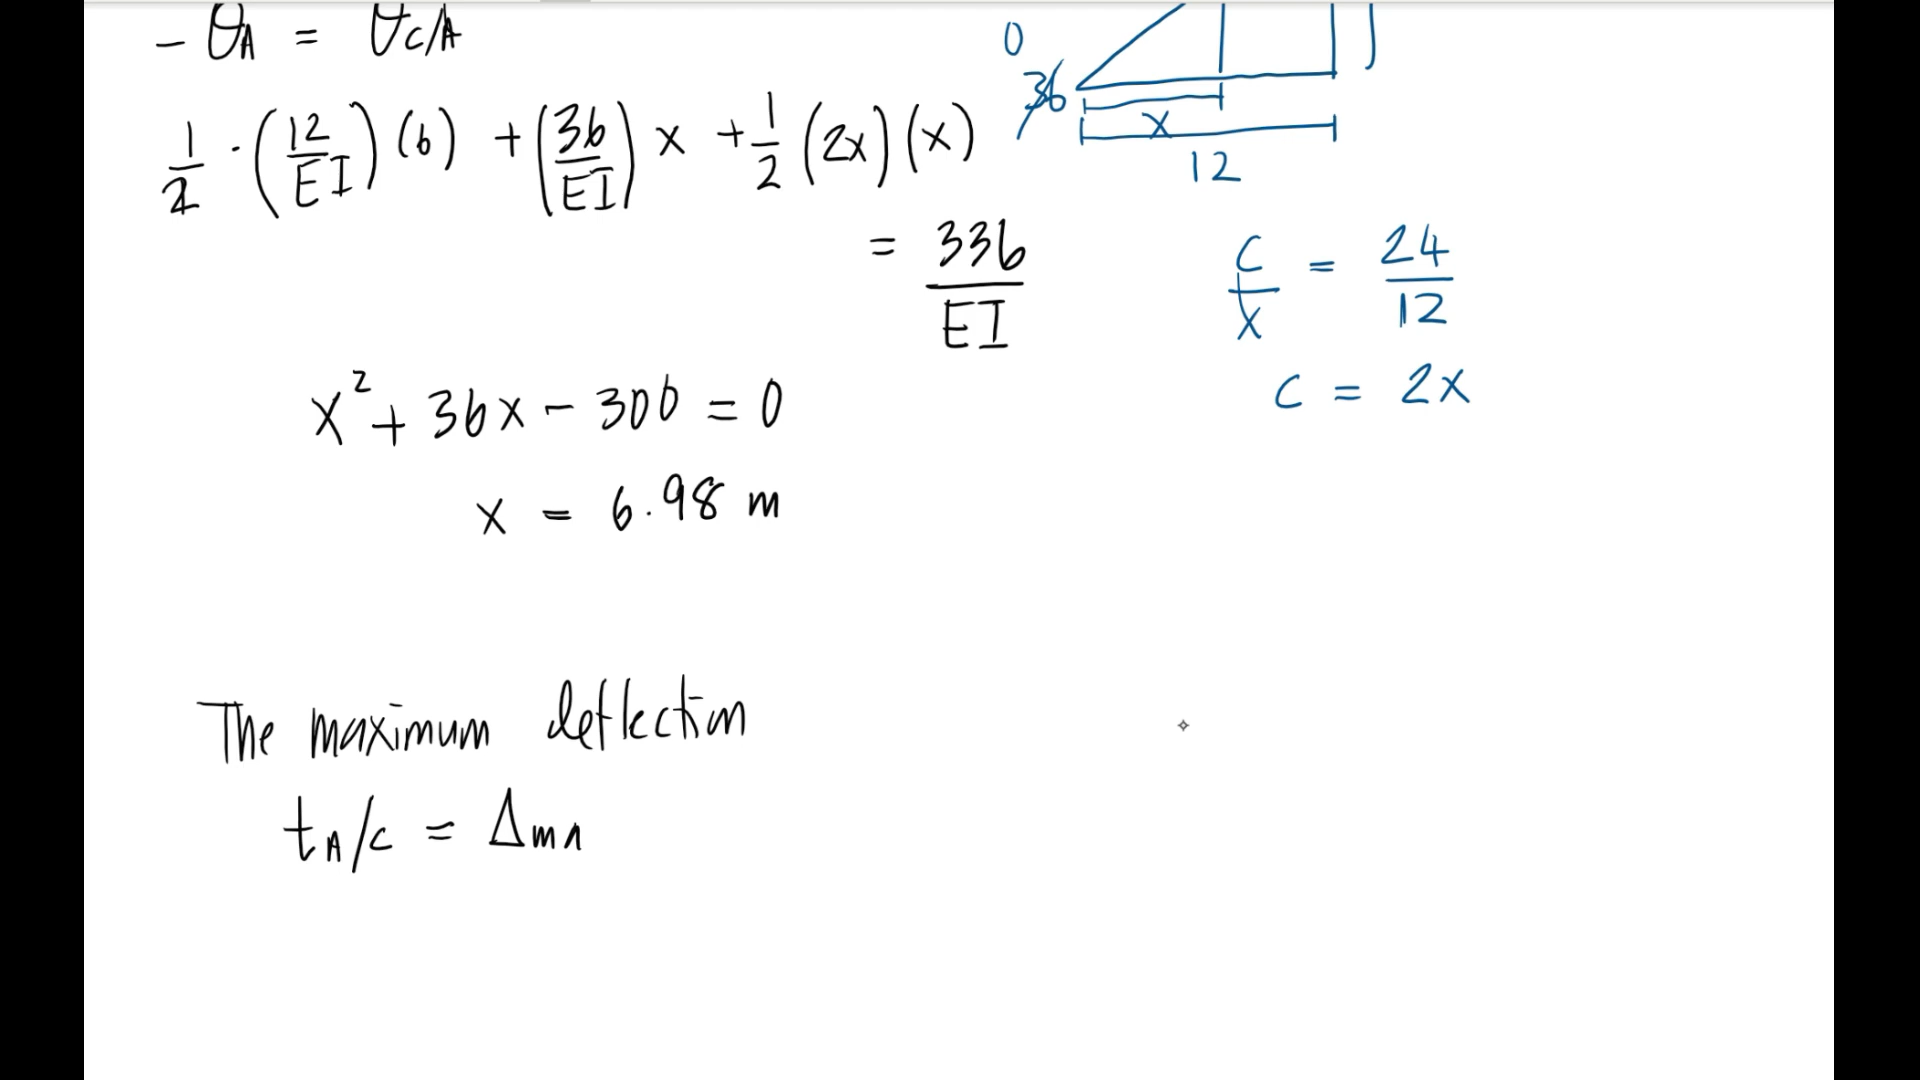 - θA = θC/A
1/2 · (12/EI)(6) + (36/EI) x + 1/2 (2x)(x)
= 336/EI
x² + 36x - 300 = 0
x = 6.98 m
The maximum deflection
tA/C = Δma
0
36
x
12
C/x = 24/12
C = 2x